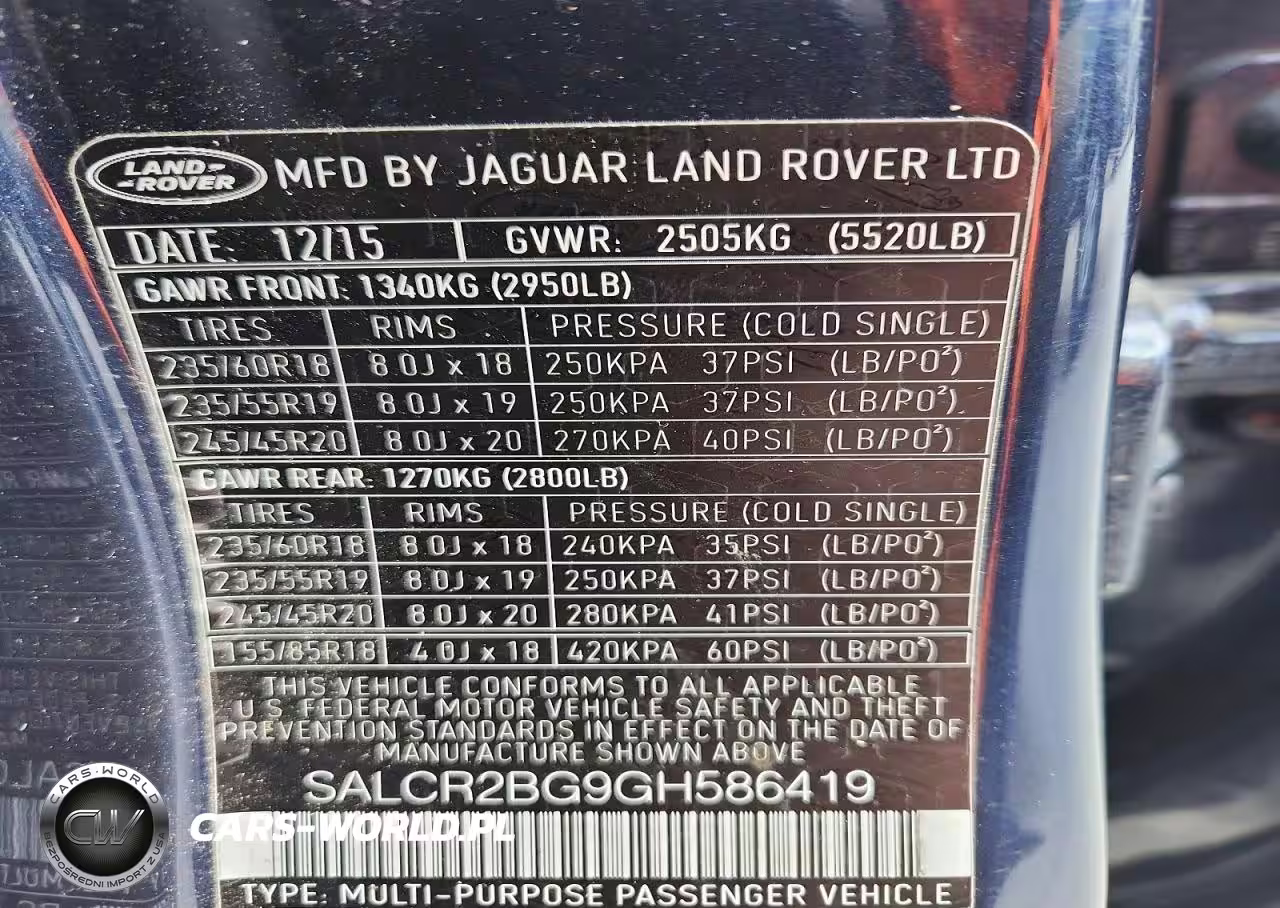 LAND-
-ROVER
MFD BY JAGUAR LAND ROVER LTD
DATE: 12/15 GVWR: 2505KG (5520LB)
GAWR FRONT: 1340KG (2950LB)
TIRES RIMS PRESSURE (COLD SINGLE)
235/60R18 8.0J x 18 250KPA 37PSI (LB/PO²)
235/55R19 8.0J x 19 250KPA 37PSI (LB/PO²)
245/45R20 8.0J x 20 270KPA 40PSI (LB/PO²)
GAWR REAR: 1270KG (2800LB)
TIRES RIMS PRESSURE (COLD SINGLE)
235/60R18 8.0J x 18 240KPA 35PSI (LB/PO²)
235/55R19 8.0J x 19 250KPA 37PSI (LB/PO²)
245/45R20 8.0J x 20 280KPA 41PSI (LB/PO²)
155/85R18 4.0J x 18 420KPA 60PSI (LB/PO²)
THIS VEHICLE CONFORMS TO ALL APPLICABLE
U.S. FEDERAL MOTOR VEHICLE SAFETY AND THEFT
PREVENTION STANDARDS IN EFFECT ON THE DATE OF
MANUFACTURE SHOWN ABOVE
SALCR2BG9GH586419
CARS-WORLD
CW
BEZPOŚREDNI IMPORT Z USA
CARS-WORLD.PL
TYPE: MULTI-PURPOSE PASSENGER VEHICLE